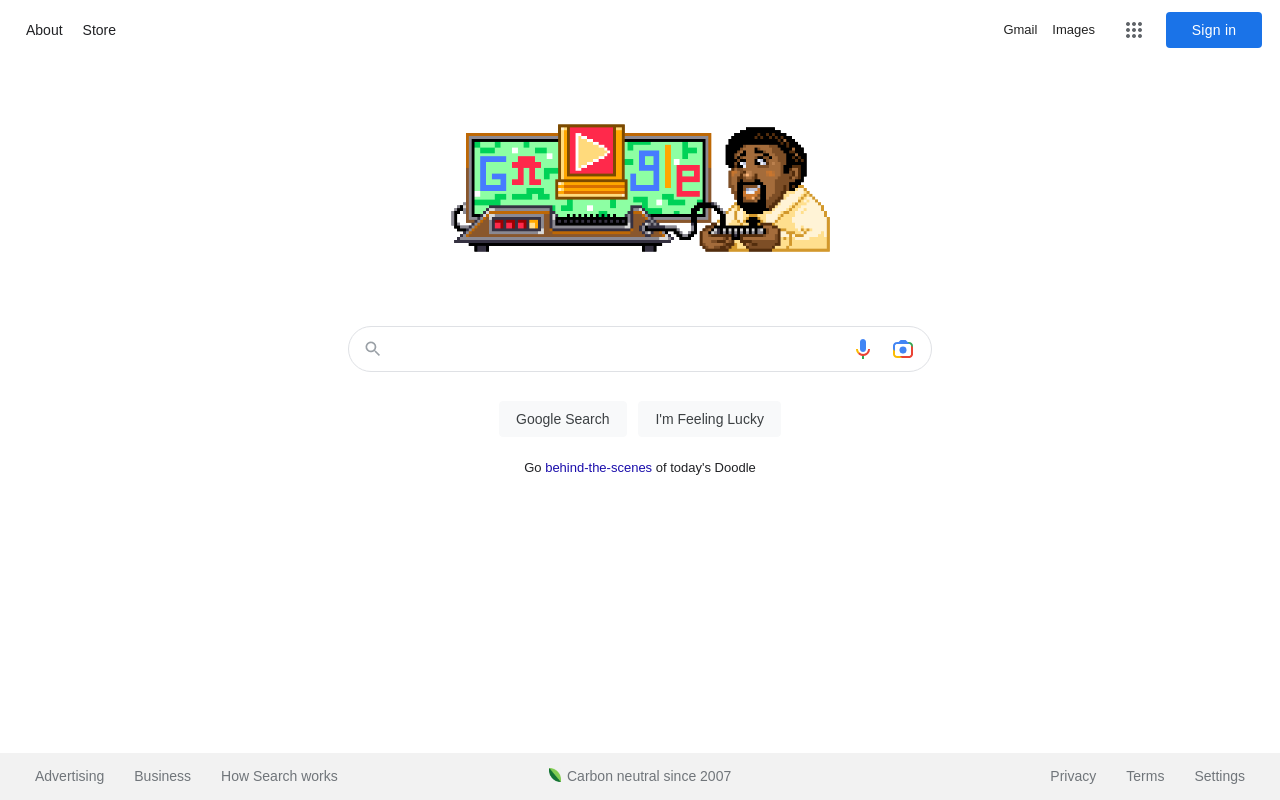 About Store
Gmail Images Sign in
Google Search I'm Feeling Lucky
Go behind-the-scenes of today's Doodle
Advertising Business How Search works
Carbon neutral since 2007
Privacy Terms Settings